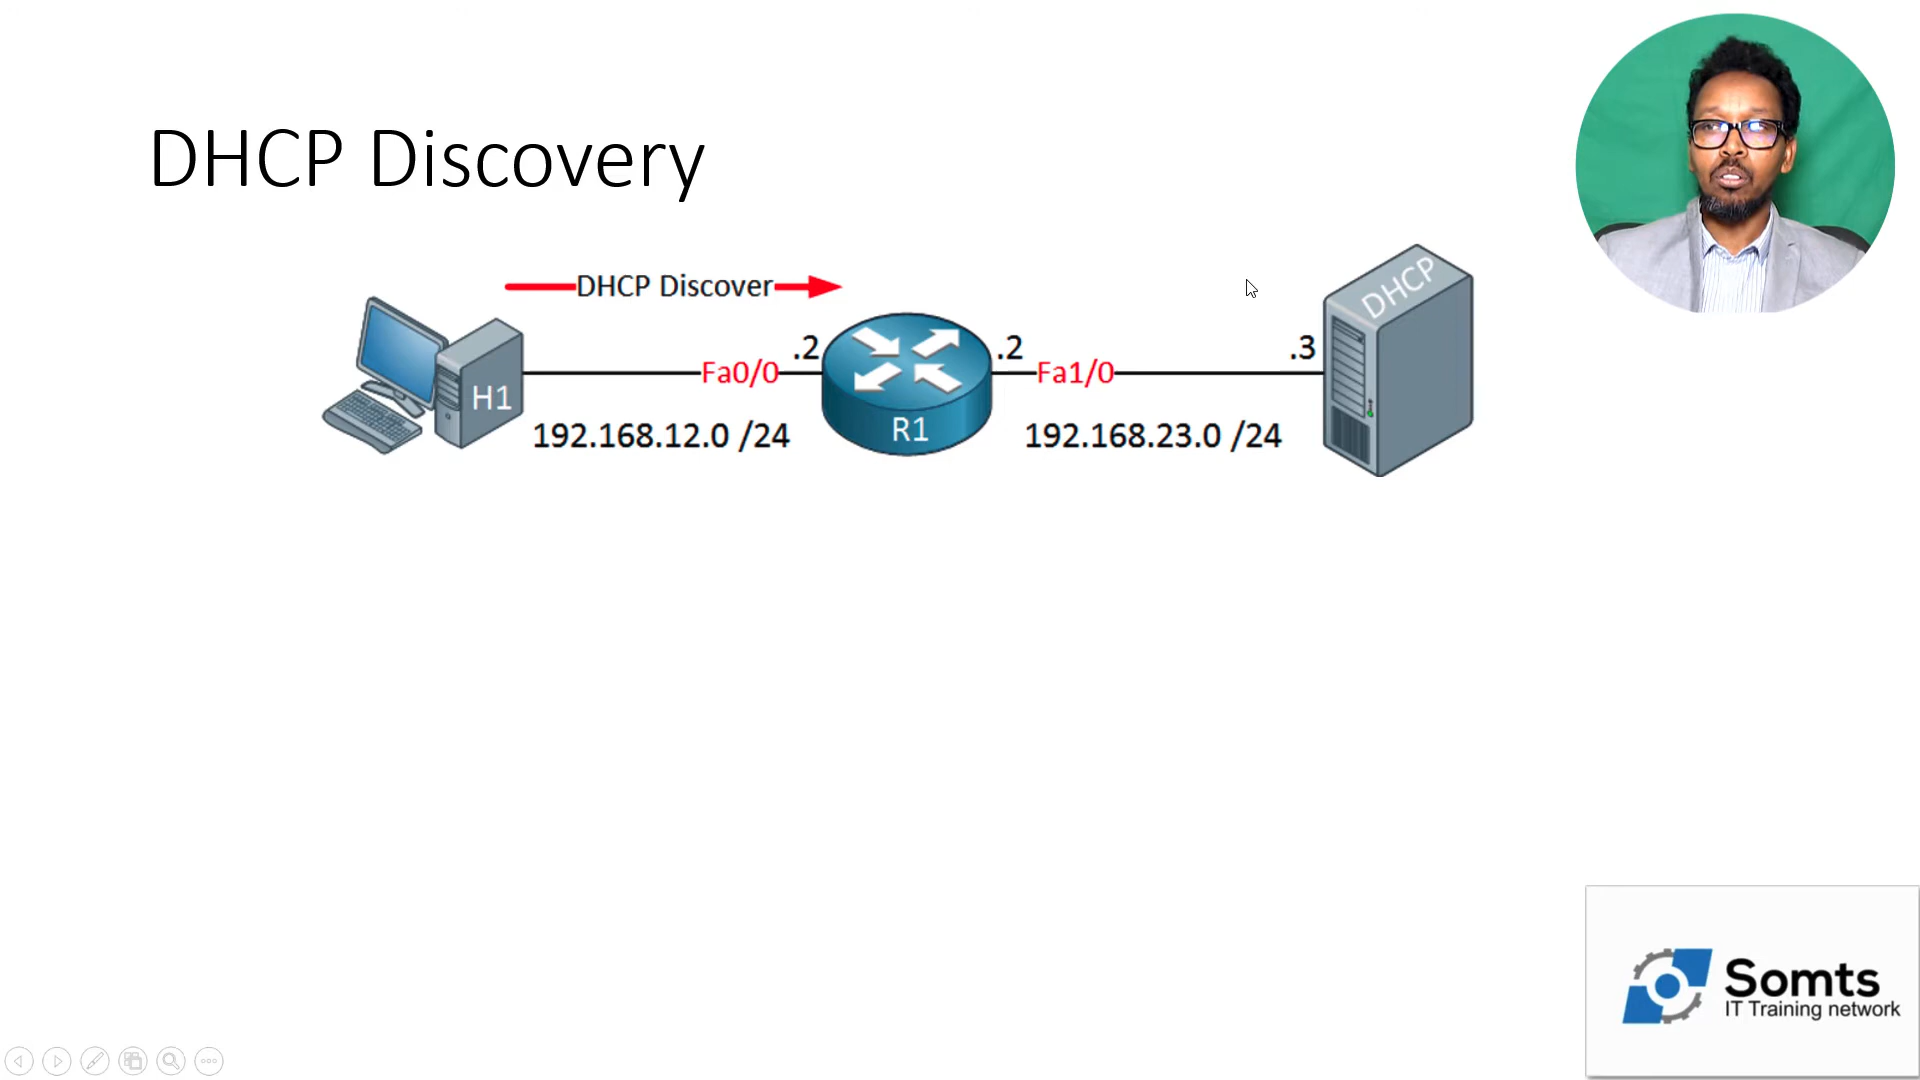 DHCP Discovery
DHCP Discover
DHCP
.2
.2
.3
Fa0/0
Fa1/0
H1
R1
192.168.12.0 /24
192.168.23.0 /24
Somts
IT Training network